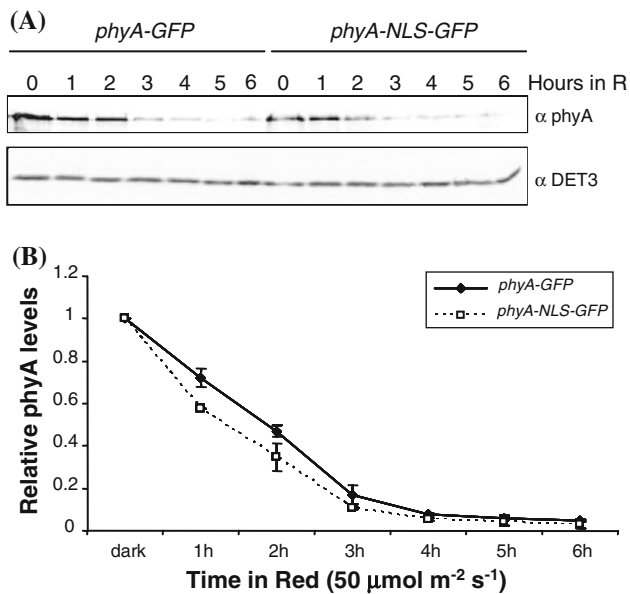 (A)
phyA-GFP phyA-NLS-GFP
0 1 2 3 4 5 6 0 1 2 3 4 5 6 Hours in R
α phyA
α DET3
(B)
1.2
1
0.8
0.6
0.4
0.2
0
Relative phyA levels
phyA-GFP
phyA-NLS-GFP
dark 1h 2h 3h 4h 5h 6h
Time in Red (50 μmol m⁻² s⁻¹)